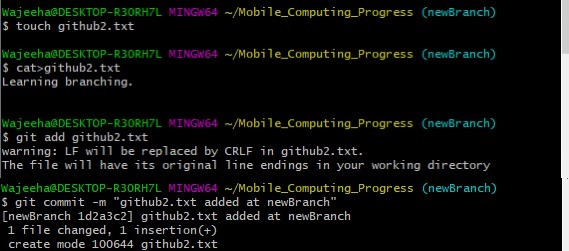 Wajeeha@DESKTOP-R3ORH7L MINGW64 ~/Mobile_Computing_Progress (newBranch)
$ touch github2.txt
Wajeeha@DESKTOP-R3ORH7L MINGW64 ~/Mobile_Computing_Progress (newBranch)
$ cat>github2.txt
Learning branching.
Wajeeha@DESKTOP-R3ORH7L MINGW64 ~/Mobile_Computing_Progress (newBranch)
$ git add github2.txt
warning: LF will be replaced by CRLF in github2.txt.
The file will have its original line endings in your working directory
Wajeeha@DESKTOP-R3ORH7L MINGW64 ~/Mobile_Computing_Progress (newBranch)
$ git commit -m "github2.txt added at newBranch"
[newBranch 1d2a3c2] github2.txt added at newBranch
1 file changed, 1 insertion(+)
create mode 100644 github2.txt